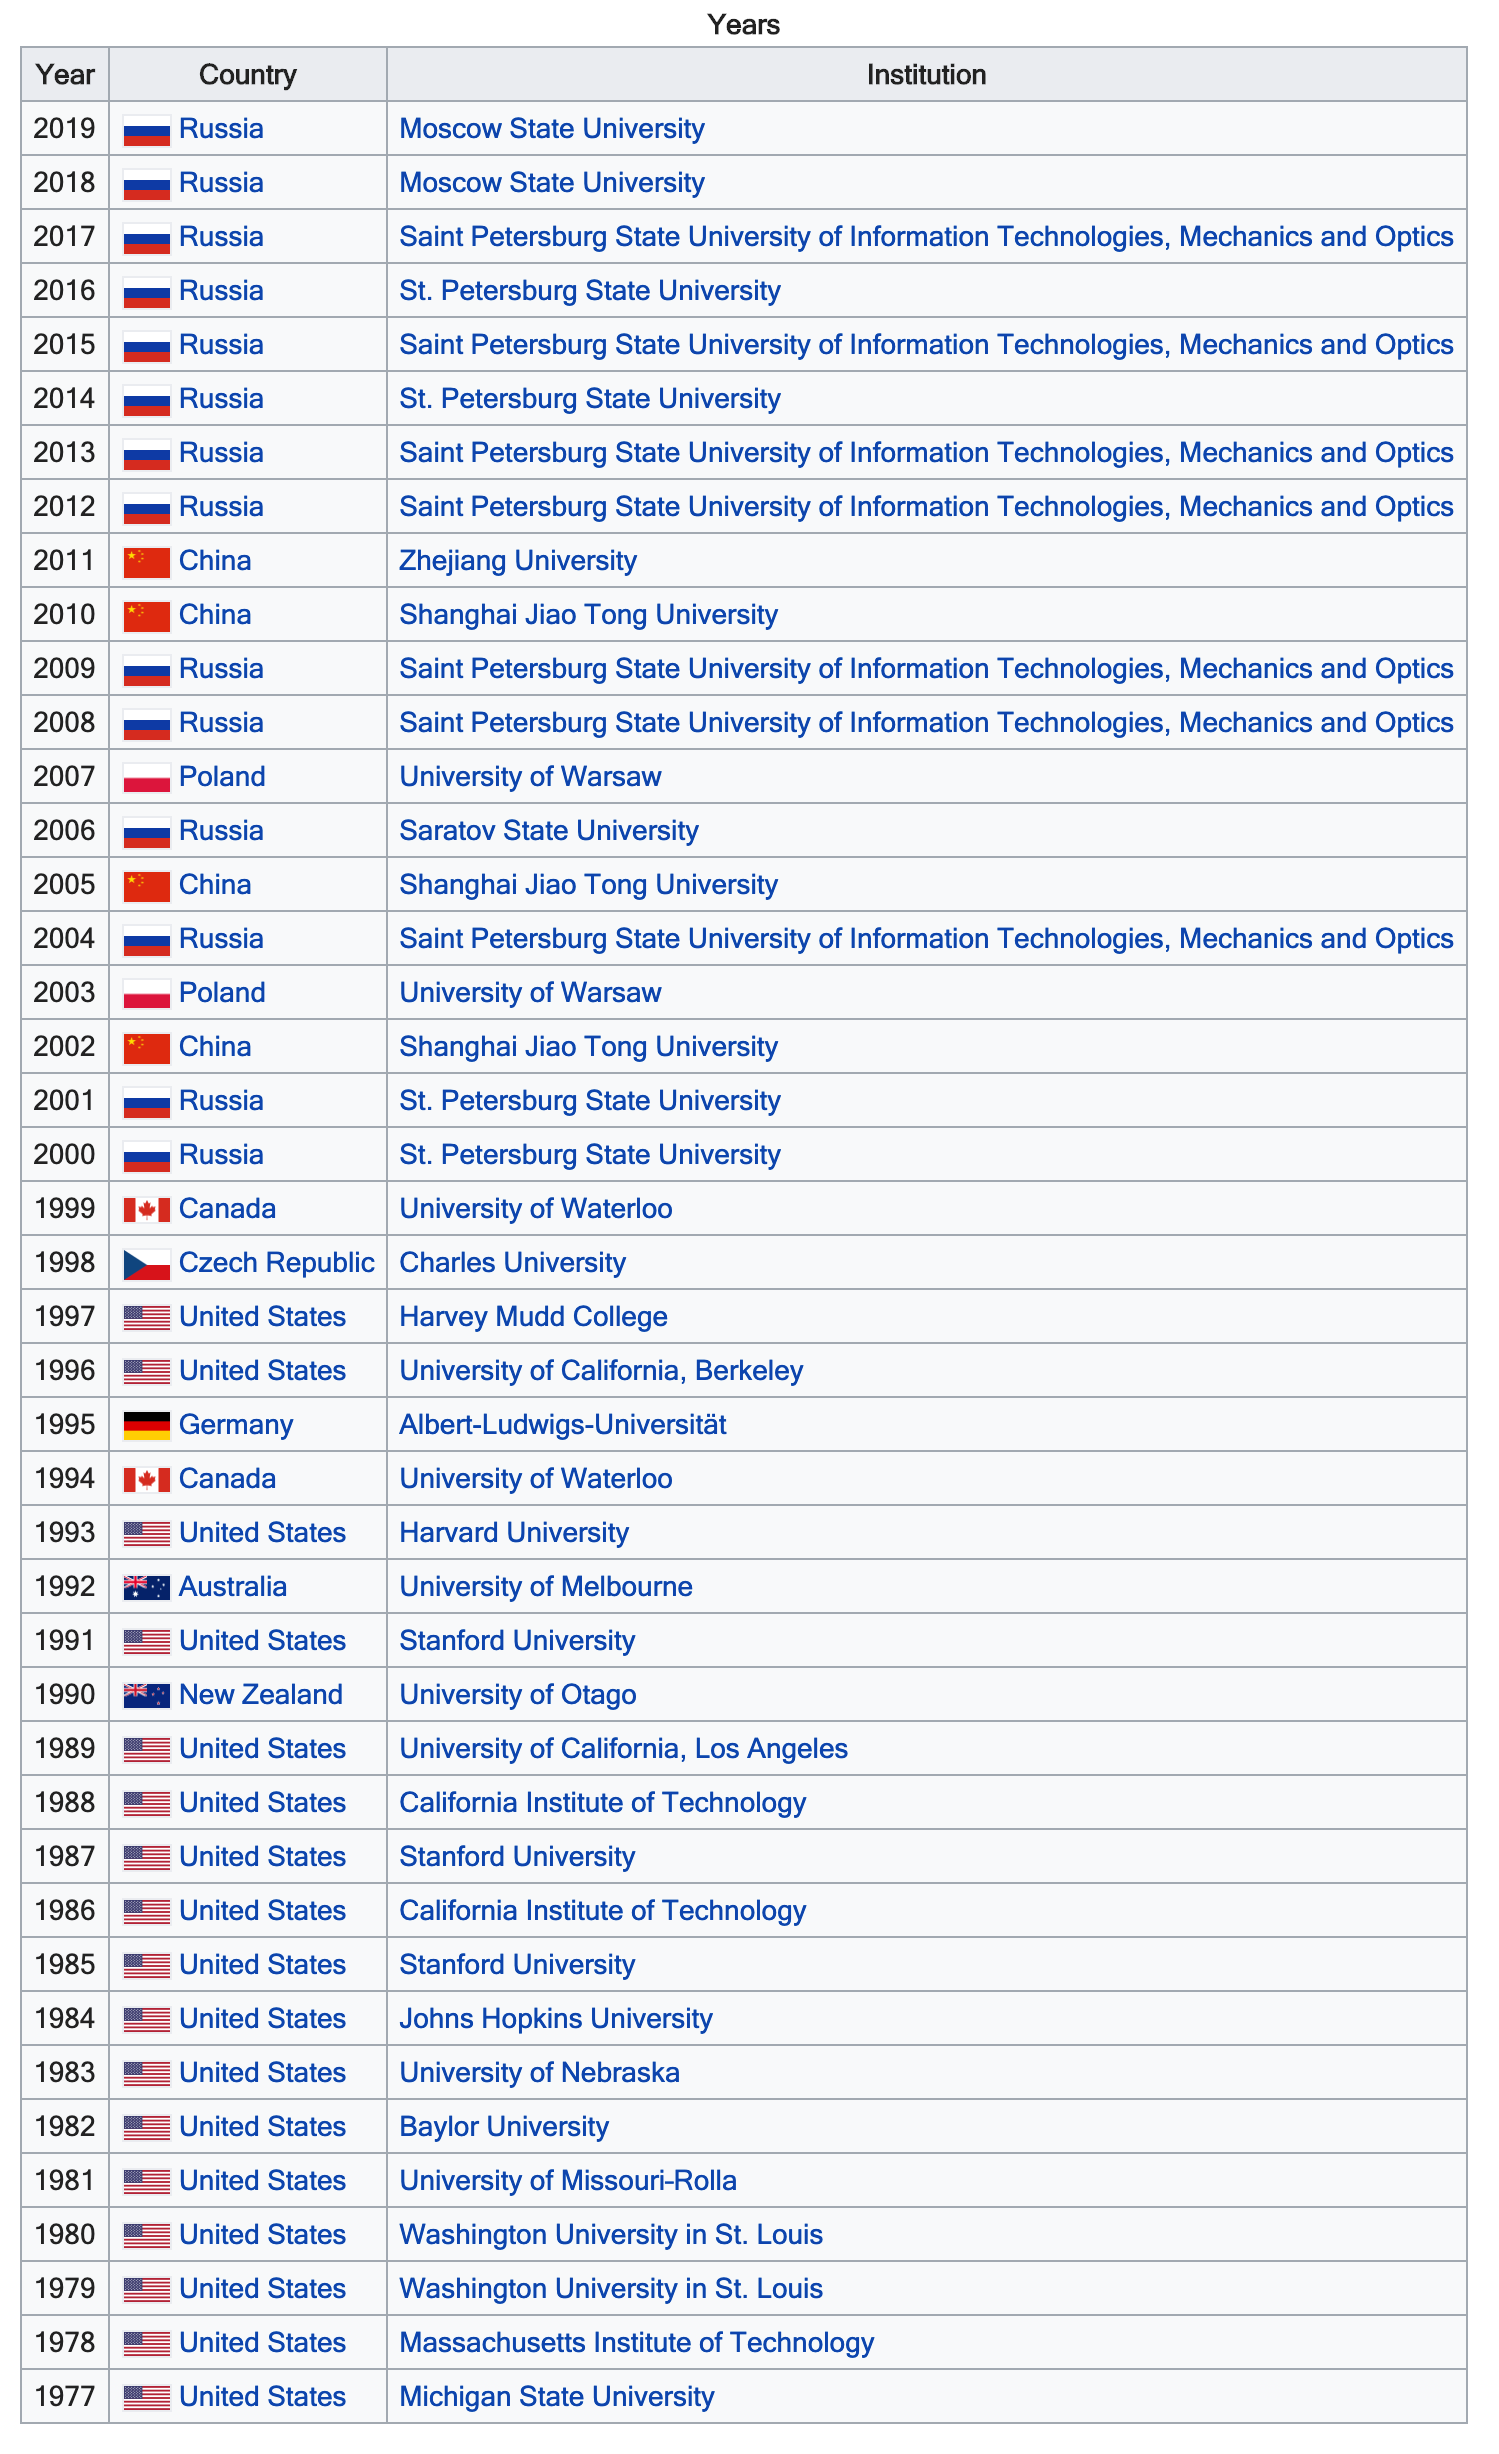 Years
Year Country Institution
2019 Russia Moscow State University
2018 Russia Moscow State University
2017 Russia Saint Petersburg State University of Information Technologies, Mechanics and Optics
2016 Russia St. Petersburg State University
2015 Russia Saint Petersburg State University of Information Technologies, Mechanics and Optics
2014 Russia St. Petersburg State University
2013 Russia Saint Petersburg State University of Information Technologies, Mechanics and Optics
2012 Russia Saint Petersburg State University of Information Technologies, Mechanics and Optics
2011 China Zhejiang University
2010 China Shanghai Jiao Tong University
2009 Russia Saint Petersburg State University of Information Technologies, Mechanics and Optics
2008 Russia Saint Petersburg State University of Information Technologies, Mechanics and Optics
2007 Poland University of Warsaw
2006 Russia Saratov State University
2005 China Shanghai Jiao Tong University
2004 Russia Saint Petersburg State University of Information Technologies, Mechanics and Optics
2003 Poland University of Warsaw
2002 China Shanghai Jiao Tong University
2001 Russia St. Petersburg State University
2000 Russia St. Petersburg State University
1999 Canada University of Waterloo
1998 Czech Republic Charles University
1997 United States Harvey Mudd College
1996 United States University of California, Berkeley
1995 Germany Albert-Ludwigs-Universität
1994 Canada University of Waterloo
1993 United States Harvard University
1992 Australia University of Melbourne
1991 United States Stanford University
1990 New Zealand University of Otago
1989 United States University of California, Los Angeles
1988 United States California Institute of Technology
1987 United States Stanford University
1986 United States California Institute of Technology
1985 United States Stanford University
1984 United States Johns Hopkins University
1983 United States University of Nebraska
1982 United States Baylor University
1981 United States University of Missouri–Rolla
1980 United States Washington University in St. Louis
1979 United States Washington University in St. Louis
1978 United States Massachusetts Institute of Technology
1977 United States Michigan State University